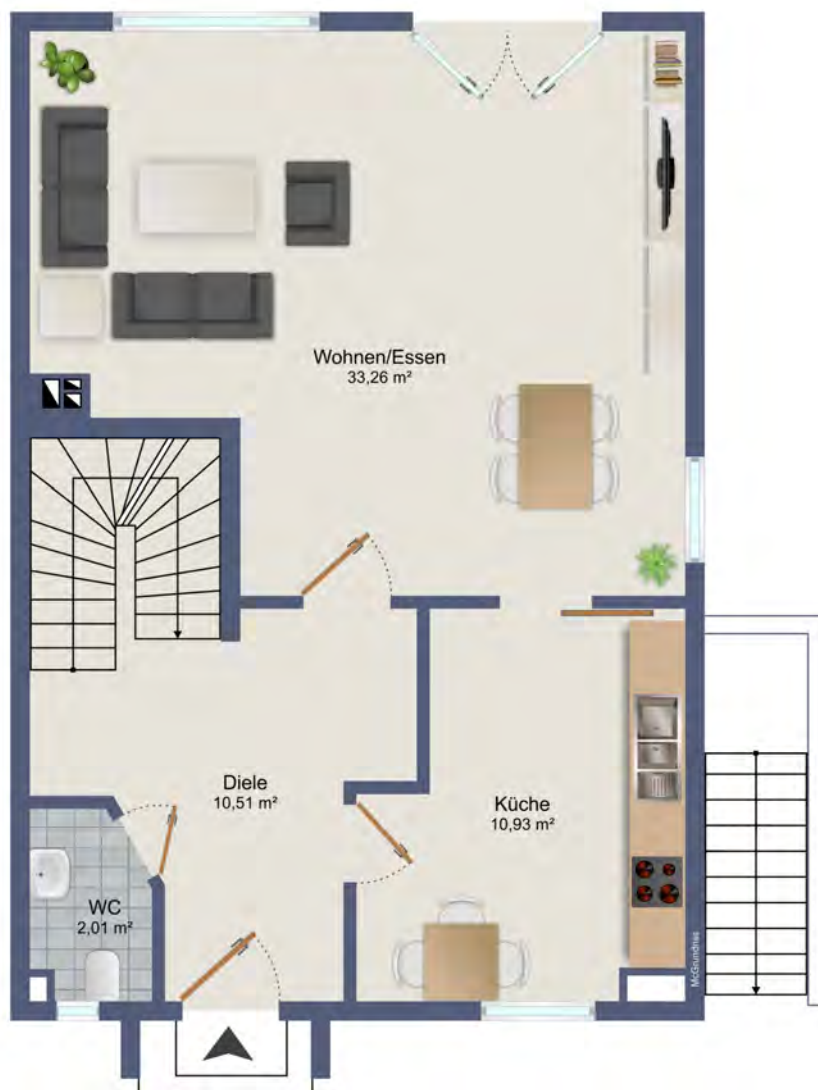 Wohnen/Essen
33,26 m²
Diele
10,51 m²
Küche
10,93 m²
WC
2,01 m²
McGrundriss